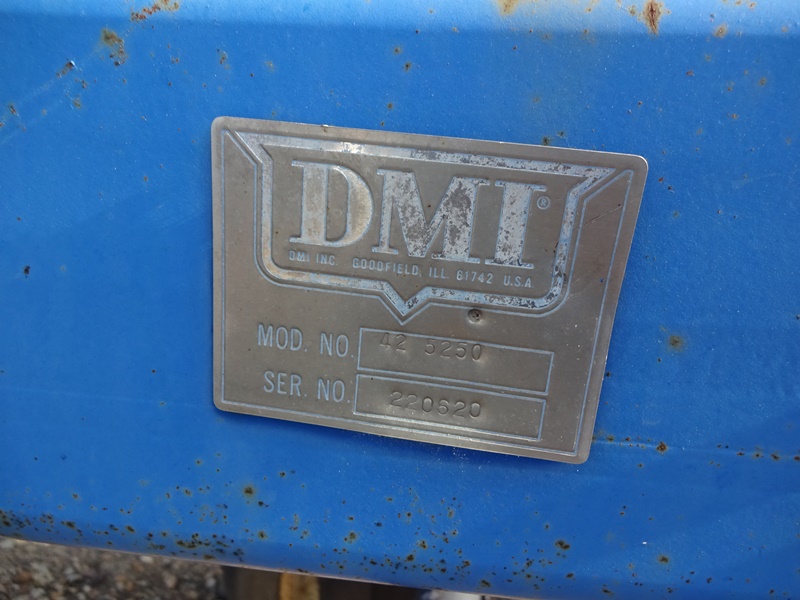 DMI®
DMI INC GOODFIELD, ILL. 61742 U.S.A.
MOD. NO. 42 5250
SER. NO. 220620